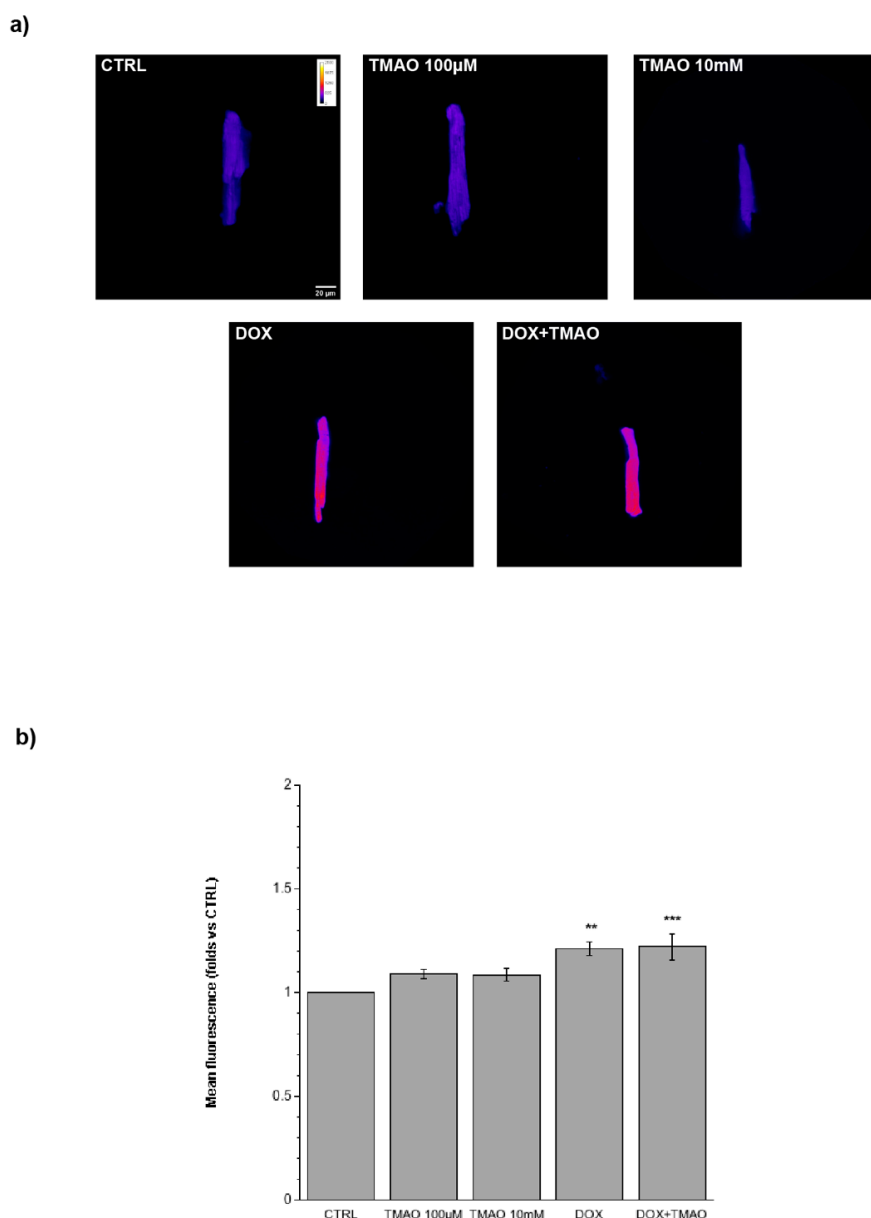 a)
CTRL
TMAO 100µM
TMAO 10mM
20 µm
DOX
DOX+TMAO
b)
Mean fluorescence (folds vs CTRL)
2
1.5
1
0.5
0
**
***
CTRL
TMAO 100µM
TMAO 10mM
DOX
DOX+TMAO